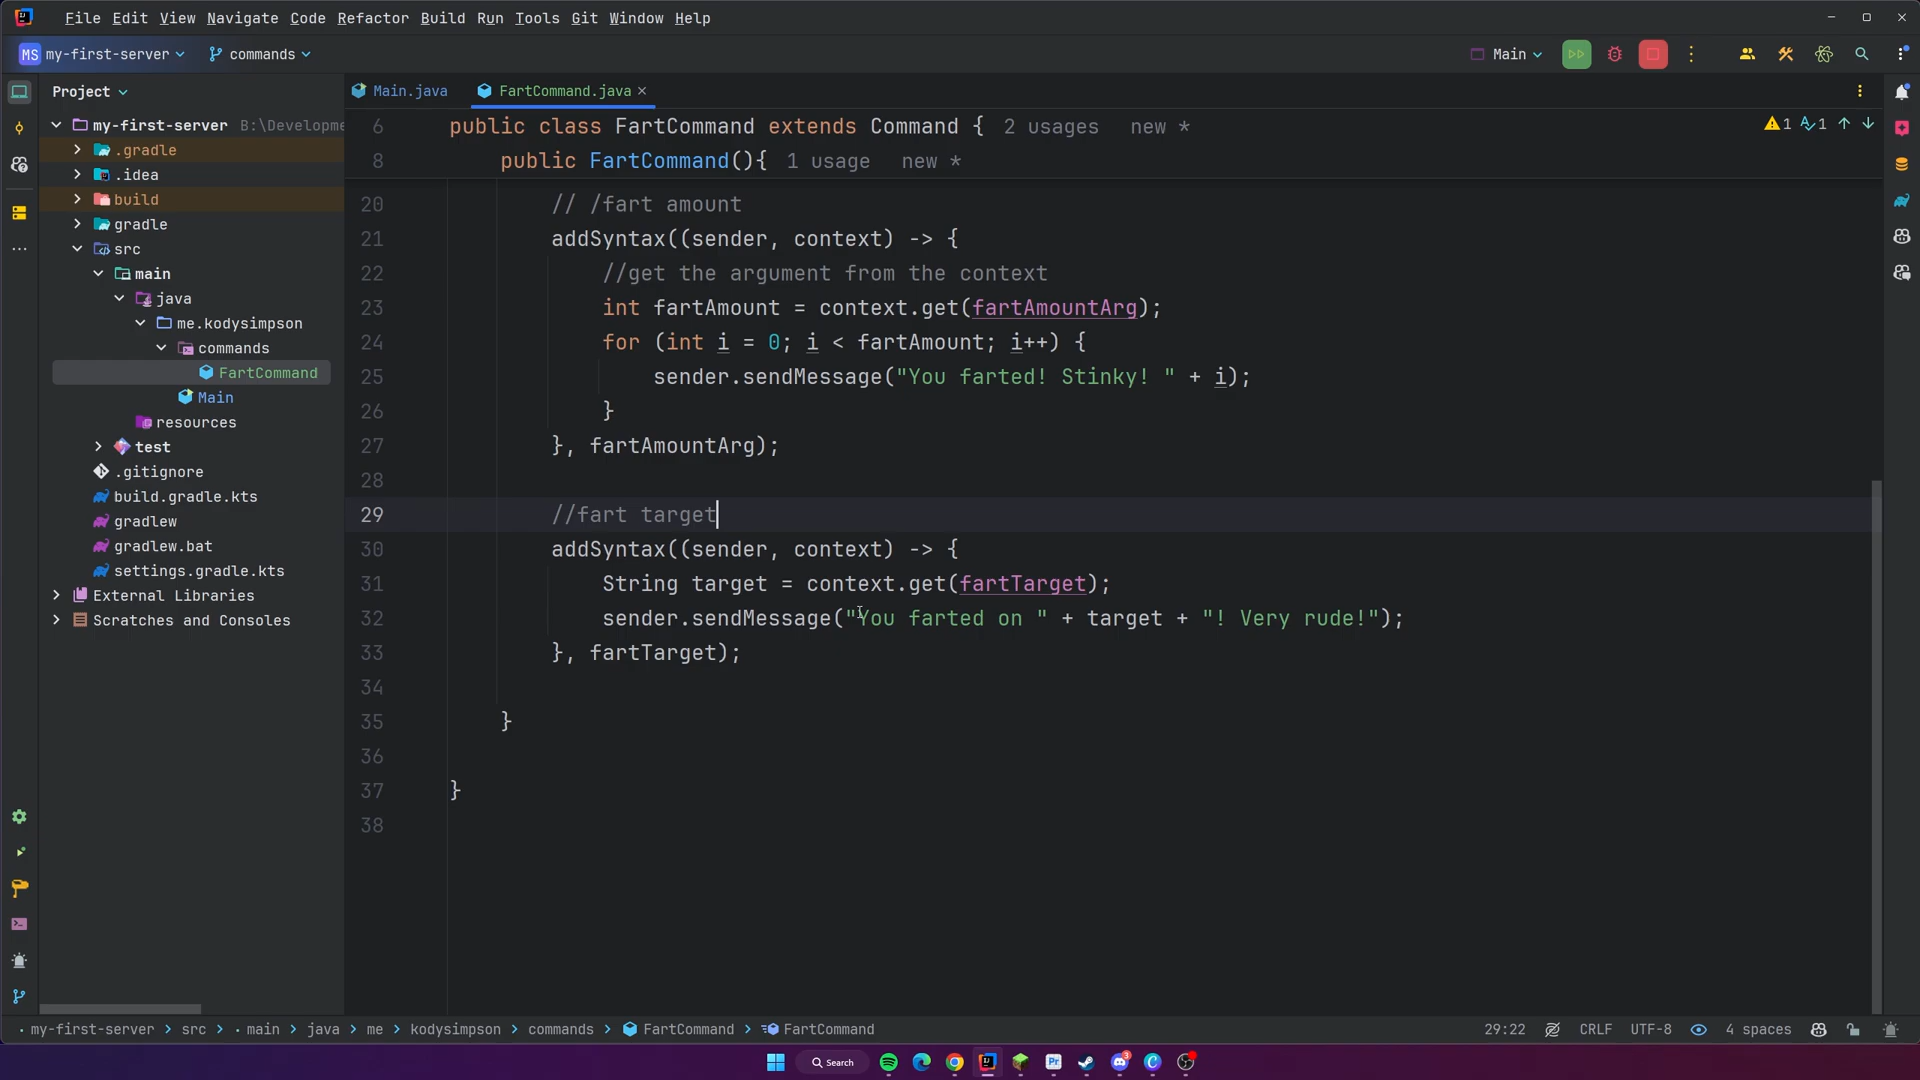 File Edit View Navigate Code Refactor Build Run Tools Git Window Help
MS my-first-server commands Main
Project
Main.java FartCommand.java
my-first-server B:\Developme
.gradle
.idea
build
gradle
src
main
java
me.kodysimpson
commands
FartCommand
Main
resources
test
.gitignore
build.gradle.kts
gradlew
gradlew.bat
settings.gradle.kts
External Libraries
Scratches and Consoles
6 public class FartCommand extends Command { 2 usages new *
1 1
8 public FartCommand(){ 1 usage new *
20 // /fart amount
21 addSyntax((sender, context) -> {
22 //get the argument from the context
23 int fartAmount = context.get(fartAmountArg);
24 for (int i = 0; i < fartAmount; i++) {
25 sender.sendMessage("You farted! Stinky! " + i);
26 }
27 }, fartAmountArg);
28
29 //fart target
30 addSyntax((sender, context) -> {
31 String target = context.get(fartTarget);
32 sender.sendMessage("You farted on " + target + "! Very rude!");
33 }, fartTarget);
34
35 }
36
37 }
38
my-first-server > src > main > java > me > kodysimpson > commands > FartCommand > FartCommand
29:22 CRLF UTF-8 4 spaces
Search
Pr
3